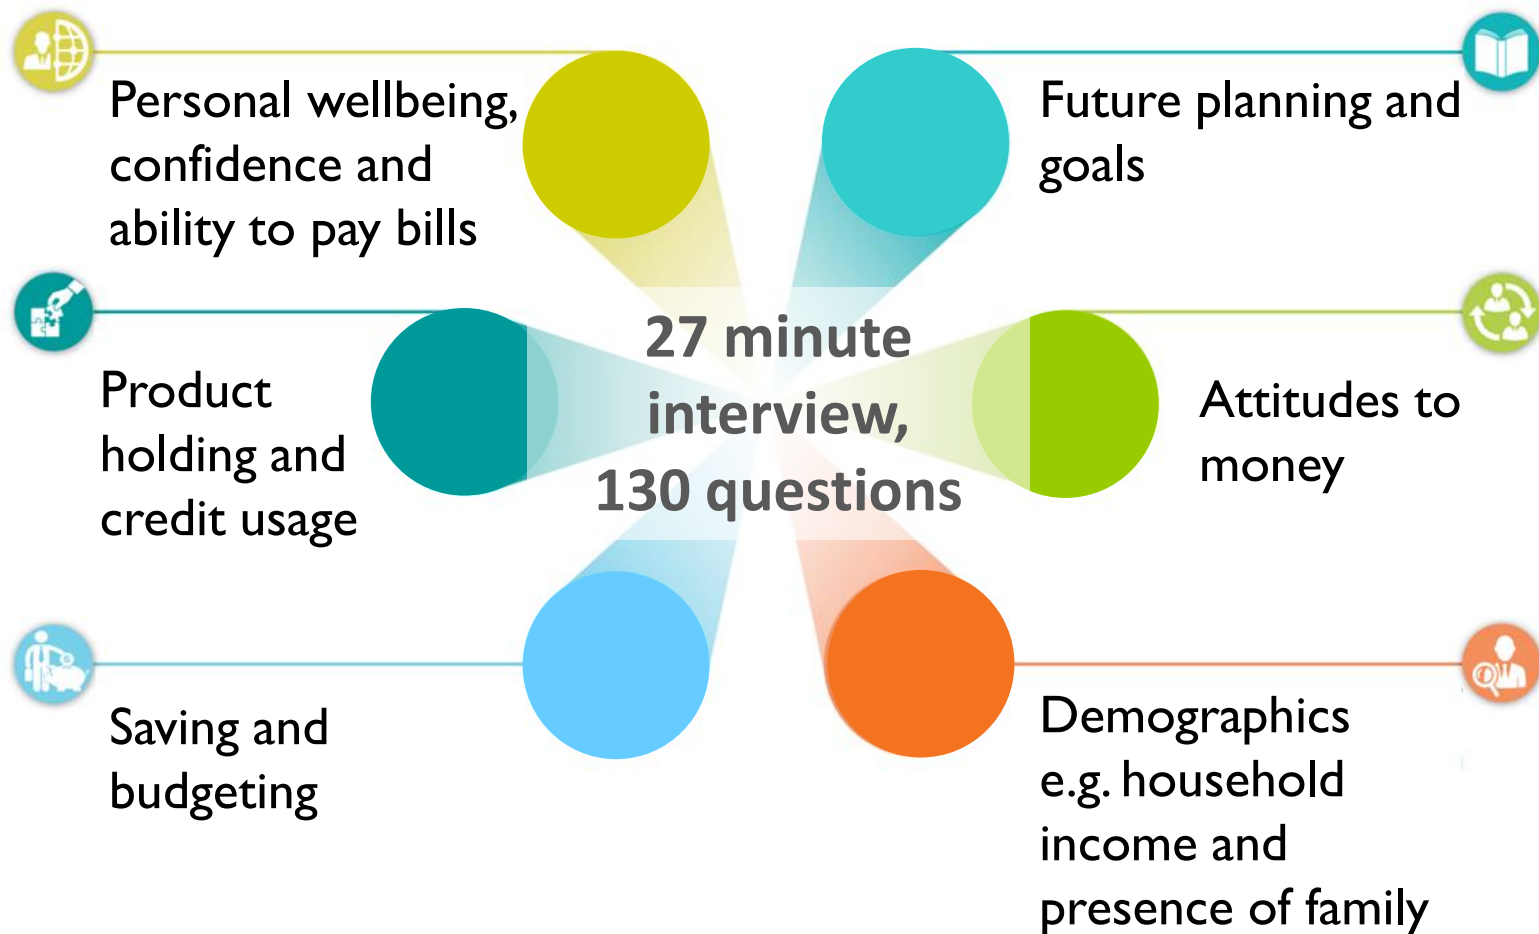 Personal wellbeing,
confidence and
ability to pay bills
Future planning and
goals
27 minute
interview,
130 questions
Product
holding and
credit usage
Attitudes to
money
Saving and
budgeting
Demographics
e.g. household
income and
presence of family